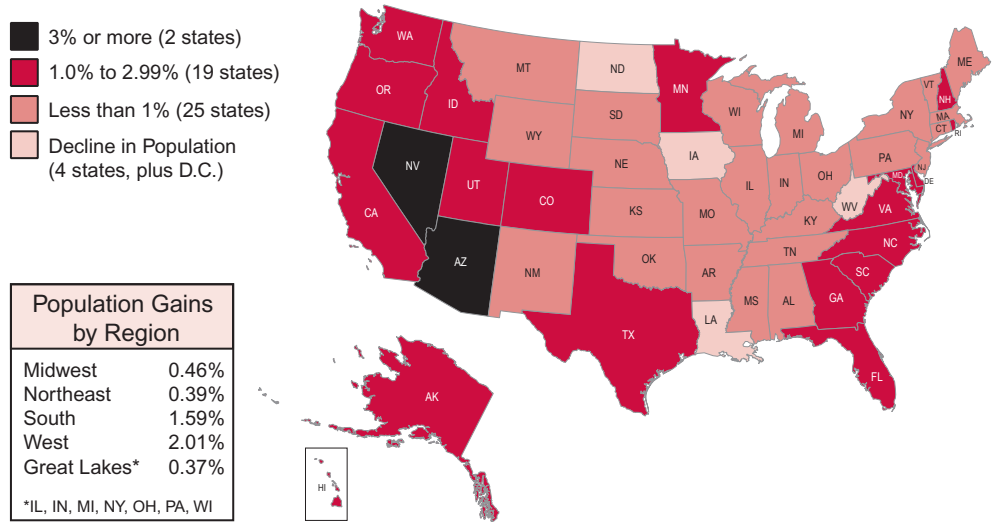 3% or more (2 states)
1.0% to 2.99% (19 states)
Less than 1% (25 states)
Decline in Population
(4 states, plus D.C.)
Population Gains
by Region
Midwest 0.46%
Northeast 0.39%
South 1.59%
West 2.01%
Great Lakes* 0.37%
*IL, IN, MI, NY, OH, PA, WI
WA
OR
ID
MT
ND
MN
SD
WY
WI
MI
NY
VT
NH
ME
MA
CT
RI
NV
UT
CO
NE
IA
IL
IN
OH
PA
NJ
MD
DE
WV
VA
CA
KS
MO
KY
NC
TN
AZ
NM
OK
AR
SC
MS
AL
GA
TX
LA
FL
AK
HI